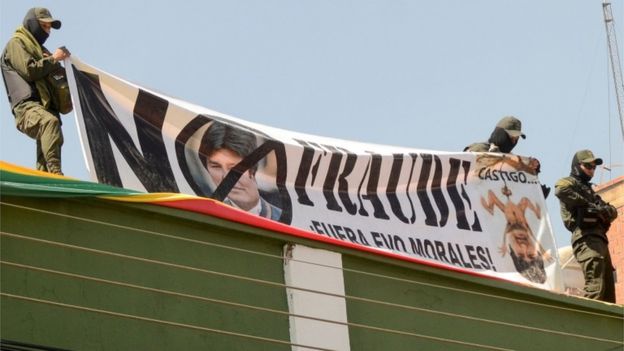 NO FRAUDE
¡FUERA EVO MORALES!
CASTIGO...